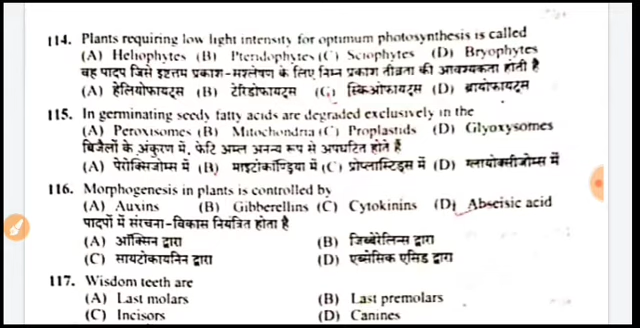 114. Plants requiring low light intensity for optimum photosynthesis is called
(A) Heliophytes (B) Pteridophytes (C) Sciophytes (D) Bryophytes
वह पादप जिसे इष्टतम प्रकाश-संश्लेषण के लिए निम्न प्रकाश तीव्रता की आवश्यकता होती है
(A) हेलियोफायट्स (B) टेरिडोफायट्स (C) स्किओफायट्स (D) ब्रायोफायट्स
115. In germinating seeds fatty acids are degraded exclusively in the
(A) Peroxisomes (B) Mitochondria (C) Proplastids (D) Glyoxysomes
बिजैलों के अंकुरण में, फेटि अम्ल अनन्य रूप से अपघटित होते हैं
(A) पेरोक्सिजोम्स में (B) माइटोकॉण्ड्रिया में (C) प्रोप्लास्टिड्स में (D) ग्लायोक्सीजोम्स में
116. Morphogenesis in plants is controlled by
(A) Auxins (B) Gibberellins (C) Cytokinins (D) Abscisic acid
पादपों में संरचना-विकास नियंत्रित होता है
(A) ऑक्सिन द्वारा (B) जिब्बेरेलिन्स द्वारा
(C) सायटोकायनिन द्वारा (D) एब्सेसिक एसिड द्वारा
117. Wisdom teeth are
(A) Last molars (B) Last premolars
(C) Incisors (D) Canines